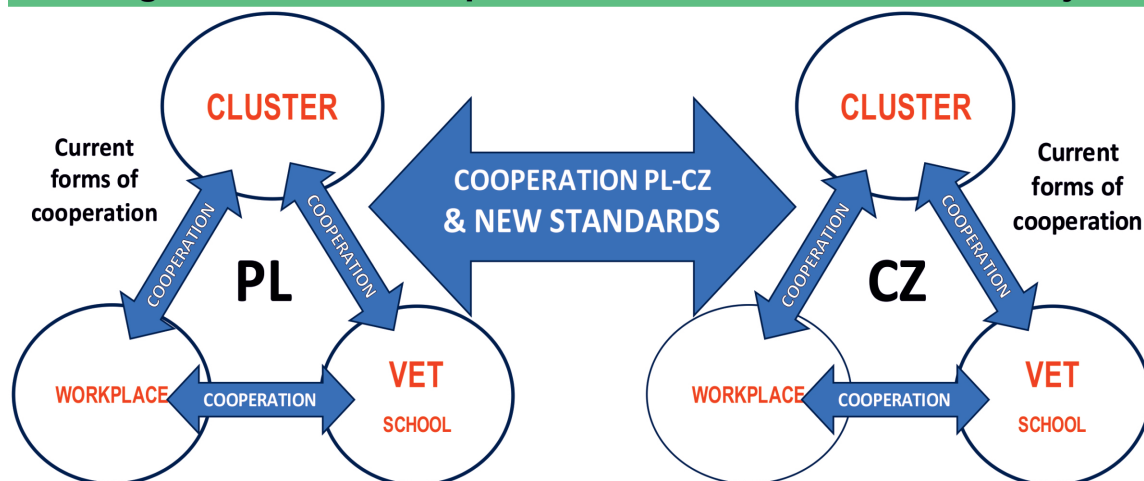 CLUSTER
Current
forms of
cooperation
COOPERATION
COOPERATION
PL
WORKPLACE
COOPERATION
VET
SCHOOL
COOPERATION PL-CZ
& NEW STANDARDS
CLUSTER
Current
forms of
cooperation
COOPERATION
COOPERATION
CZ
WORKPLACE
COOPERATION
VET
SCHOOL